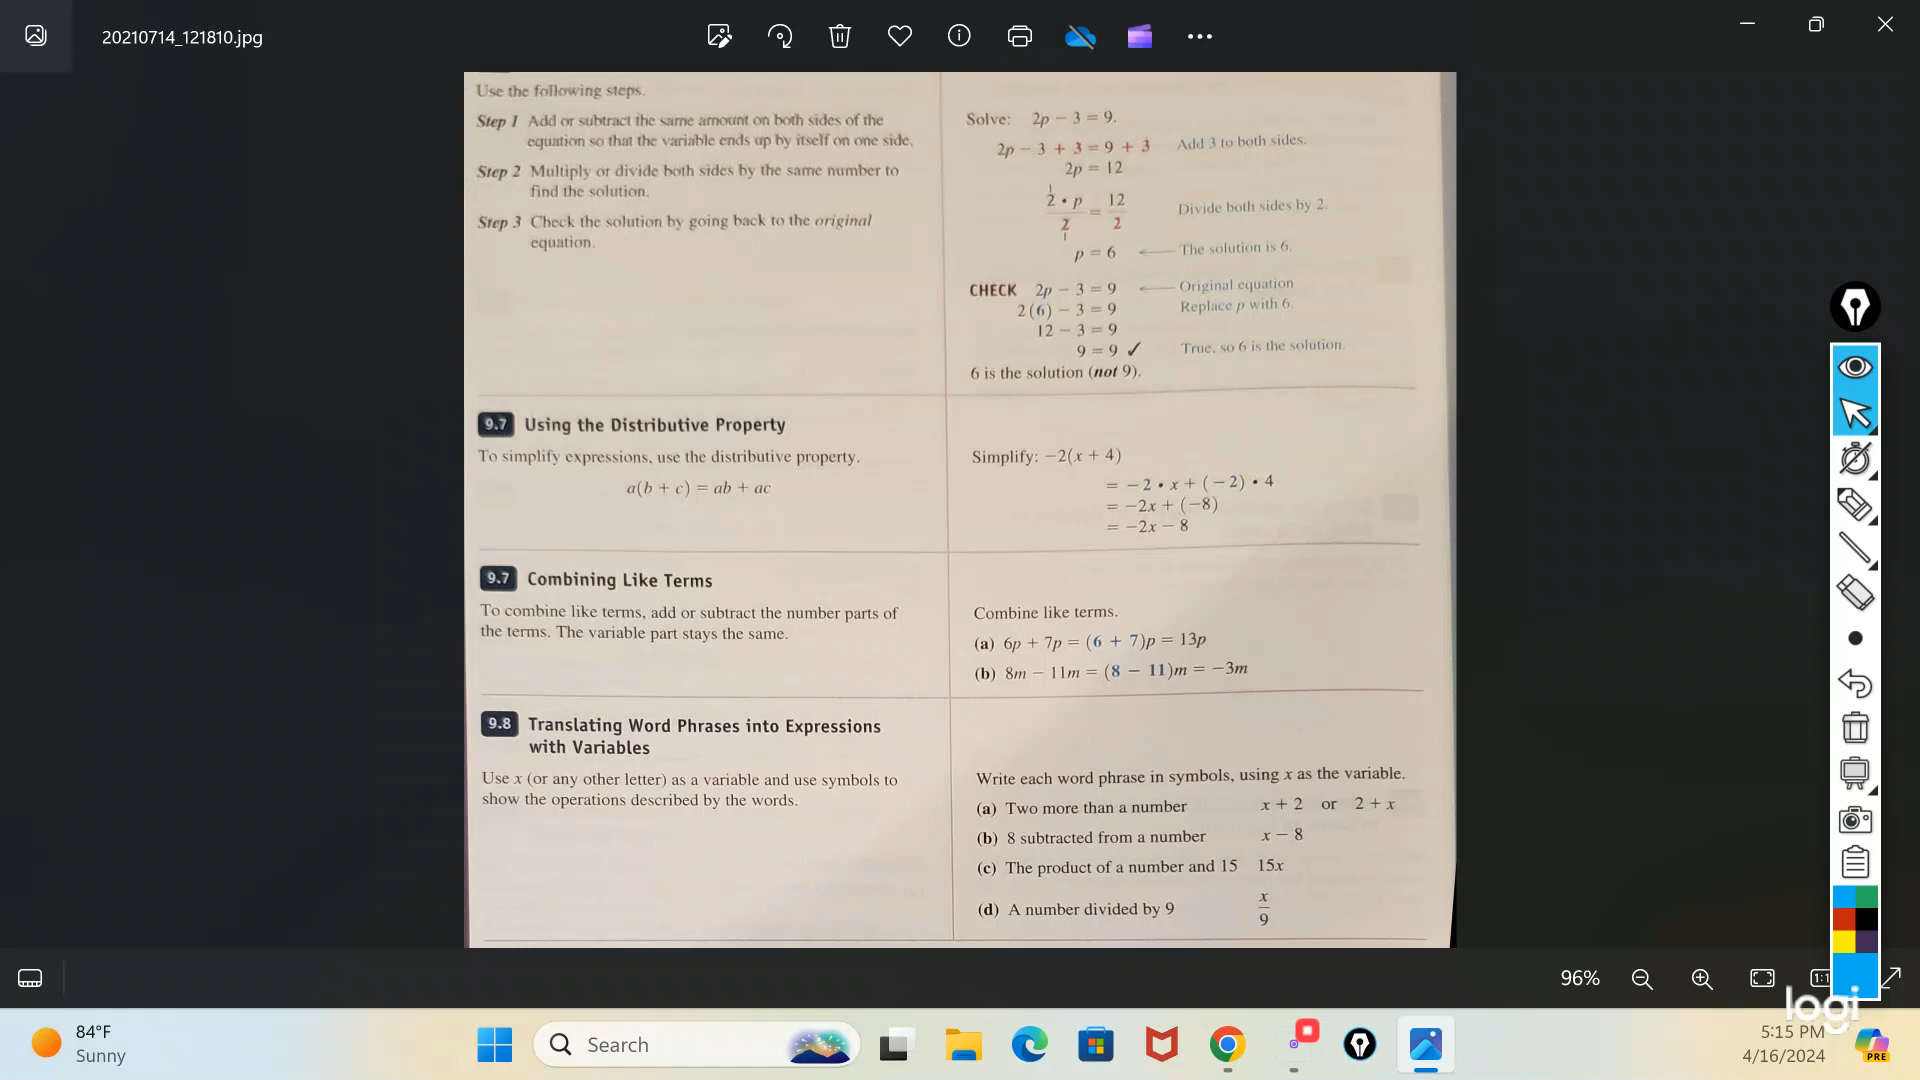 20210714_121810.jpg
Use the following steps.
Step 1 Add or subtract the same amount on both sides of the
equation so that the variable ends up by itself on one side.
Step 2 Multiply or divide both sides by the same number to
find the solution.
Step 3 Check the solution by going back to the original
equation.
Solve: 2p − 3 = 9.
2p − 3 + 3 = 9 + 3 Add 3 to both sides.
2p = 12
1
2 • p / 2 = 12 / 2 Divide both sides by 2.
1
p = 6 ← The solution is 6.
CHECK 2p − 3 = 9 ← Original equation
2(6) − 3 = 9 Replace p with 6.
12 − 3 = 9
9 = 9 ✓ True, so 6 is the solution.
6 is the solution (not 9).
9.7 Using the Distributive Property
To simplify expressions, use the distributive property.
a(b + c) = ab + ac
Simplify: −2(x + 4)
= −2 • x + (−2) • 4
= −2x + (−8)
= −2x − 8
9.7 Combining Like Terms
To combine like terms, add or subtract the number parts of
the terms. The variable part stays the same.
Combine like terms.
(a) 6p + 7p = (6 + 7)p = 13p
(b) 8m − 11m = (8 − 11)m = −3m
9.8 Translating Word Phrases into Expressions
with Variables
Use x (or any other letter) as a variable and use symbols to
show the operations described by the words.
Write each word phrase in symbols, using x as the variable.
(a) Two more than a number x + 2 or 2 + x
(b) 8 subtracted from a number x − 8
(c) The product of a number and 15 15x
(d) A number divided by 9 x / 9
96%
1:1
logi
84°F
Sunny
Search
5:15 PM
4/16/2024
PRE